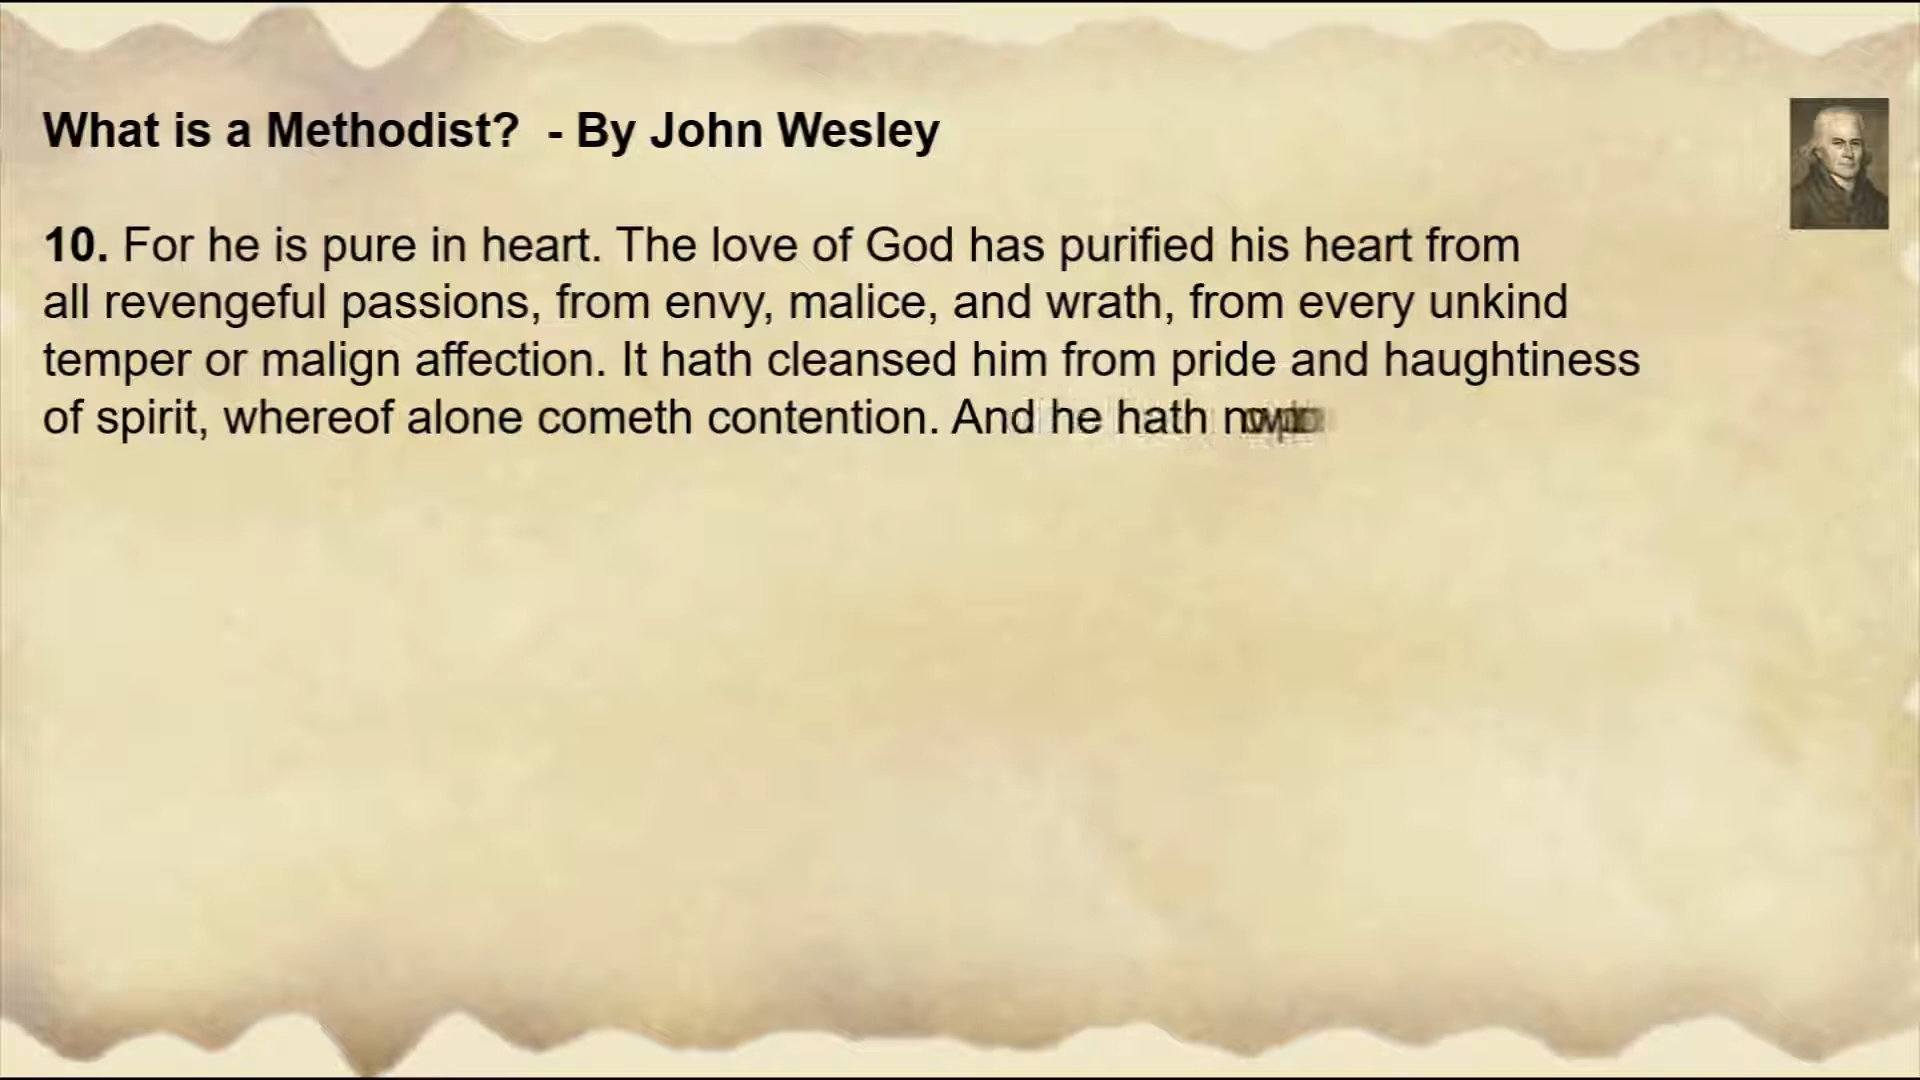 What is a Methodist?  - By John Wesley
10. For he is pure in heart. The love of God has purified his heart from
all revengeful passions, from envy, malice, and wrath, from every unkind
temper or malign affection. It hath cleansed him from pride and haughtiness
of spirit, whereof alone cometh contention. And he hath